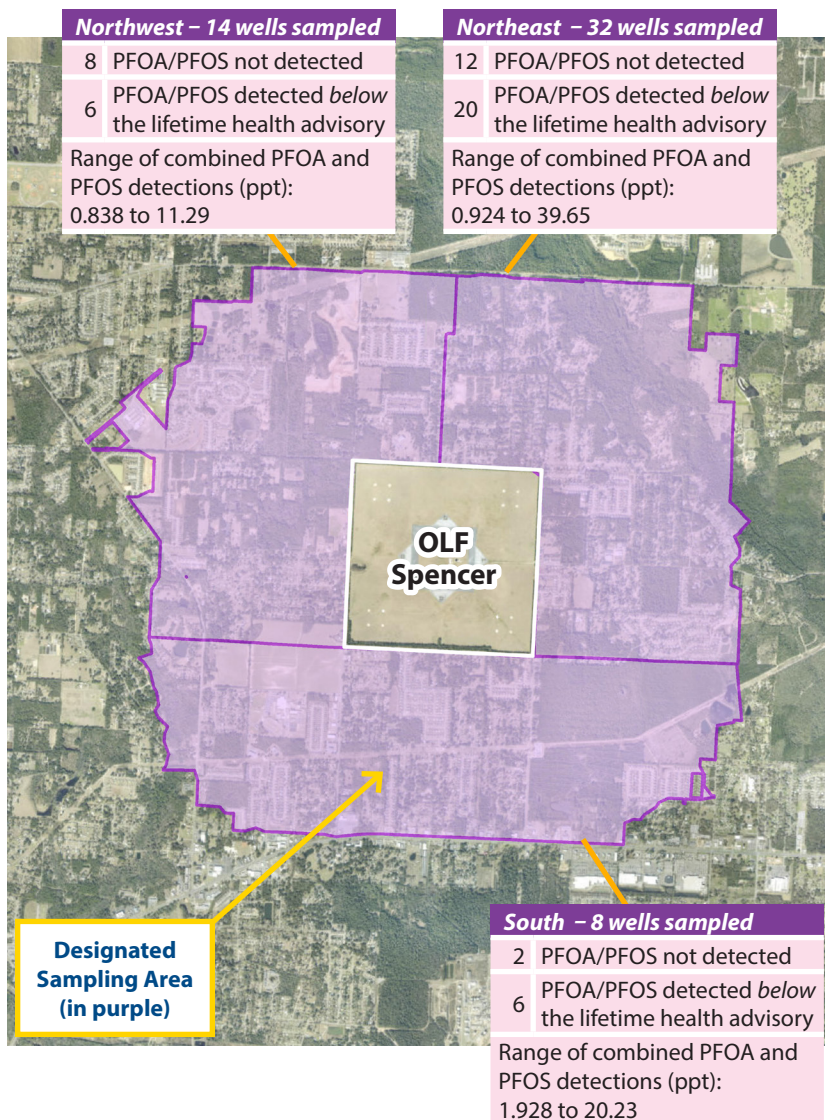 Northwest – 14 wells sampled
8 PFOA/PFOS not detected
6 PFOA/PFOS detected below
the lifetime health advisory
Range of combined PFOA and
PFOS detections (ppt):
0.838 to 11.29
Northeast – 32 wells sampled
12 PFOA/PFOS not detected
20 PFOA/PFOS detected below
the lifetime health advisory
Range of combined PFOA and
PFOS detections (ppt):
0.924 to 39.65
OLF
Spencer
Designated
Sampling Area
(in purple)
South – 8 wells sampled
2 PFOA/PFOS not detected
6 PFOA/PFOS detected below
the lifetime health advisory
Range of combined PFOA and
PFOS detections (ppt):
1.928 to 20.23